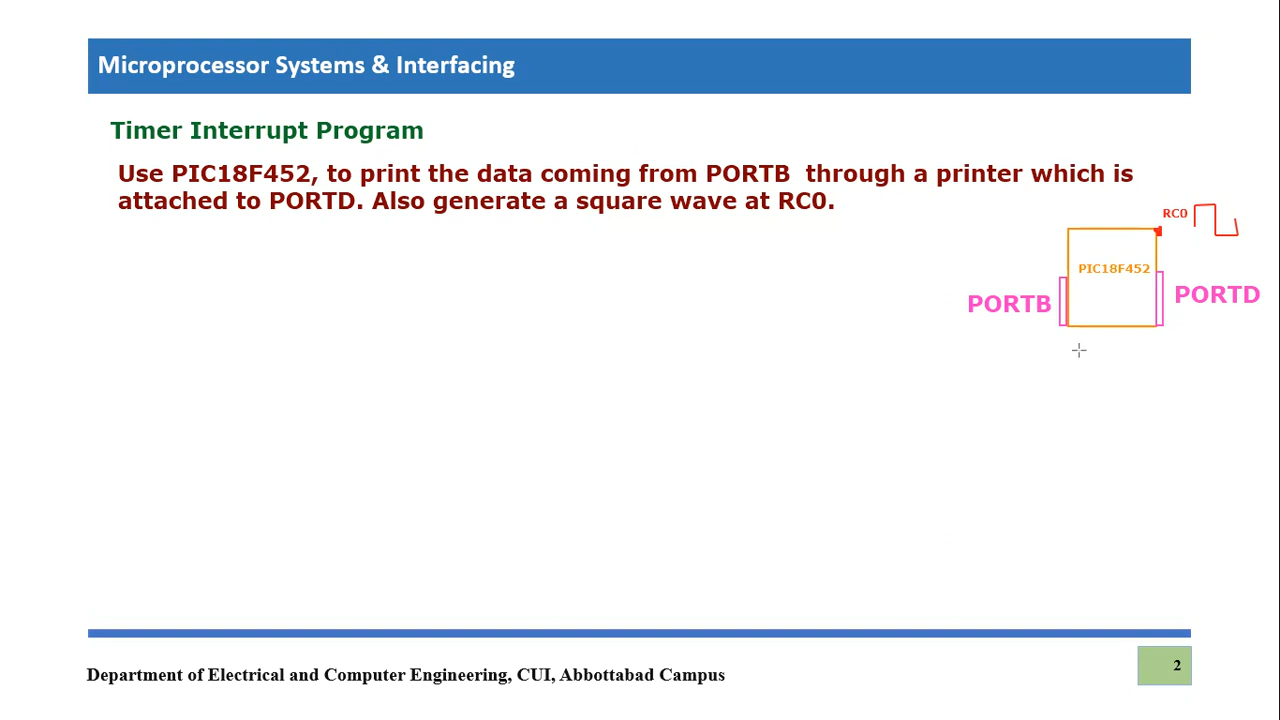 Microprocessor Systems & Interfacing
Timer Interrupt Program
Use PIC18F452, to print the data coming from PORTB through a printer which is
attached to PORTD. Also generate a square wave at RC0.
RC0
PIC18F452
PORTB
PORTD
Department of Electrical and Computer Engineering, CUI, Abbottabad Campus
2